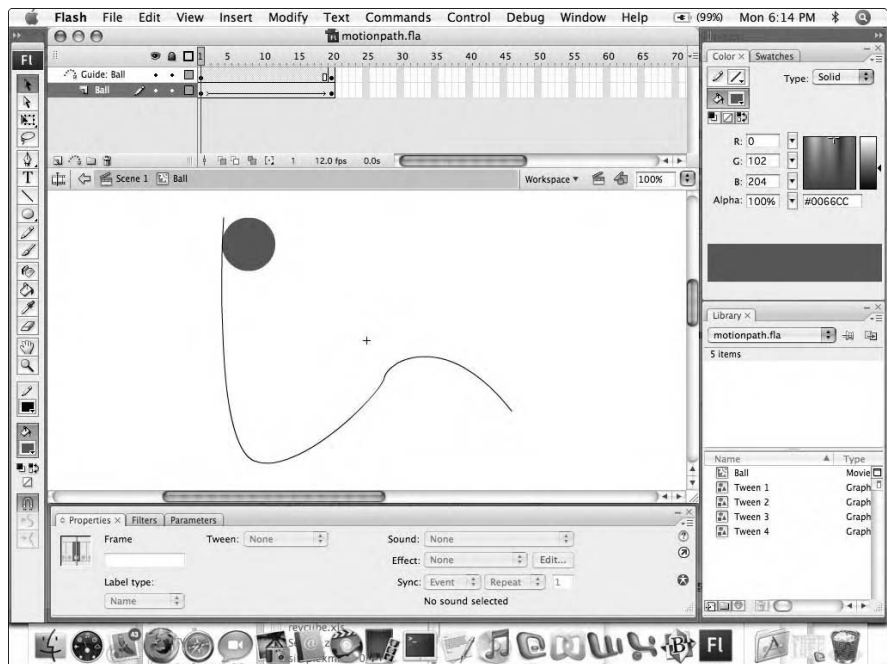 Flash File Edit View Insert Modify Text Commands Control Debug Window Help (99%) Mon 6:14 PM
motionpath.fla
Fl
1 5 10 15 20 25 30 35 40 45 50 55 60 65 70
Guide: Ball
Ball
1 12.0 fps 0.0s
Scene 1 Ball Workspace 100%
Color × Swatches
Type: Solid
R: 0
G: 102
B: 204
Alpha: 100% #0066CC
Library ×
motionpath.fla
5 items
Name Type
Ball Movie
Tween 1 Graph
Tween 2 Graph
Tween 3 Graph
Tween 4 Graph
Properties × Filters Parameters
Frame Tween: None Sound: None
Effect: None Edit...
Label type: Sync: Event Repeat 1
Name No sound selected
Fl